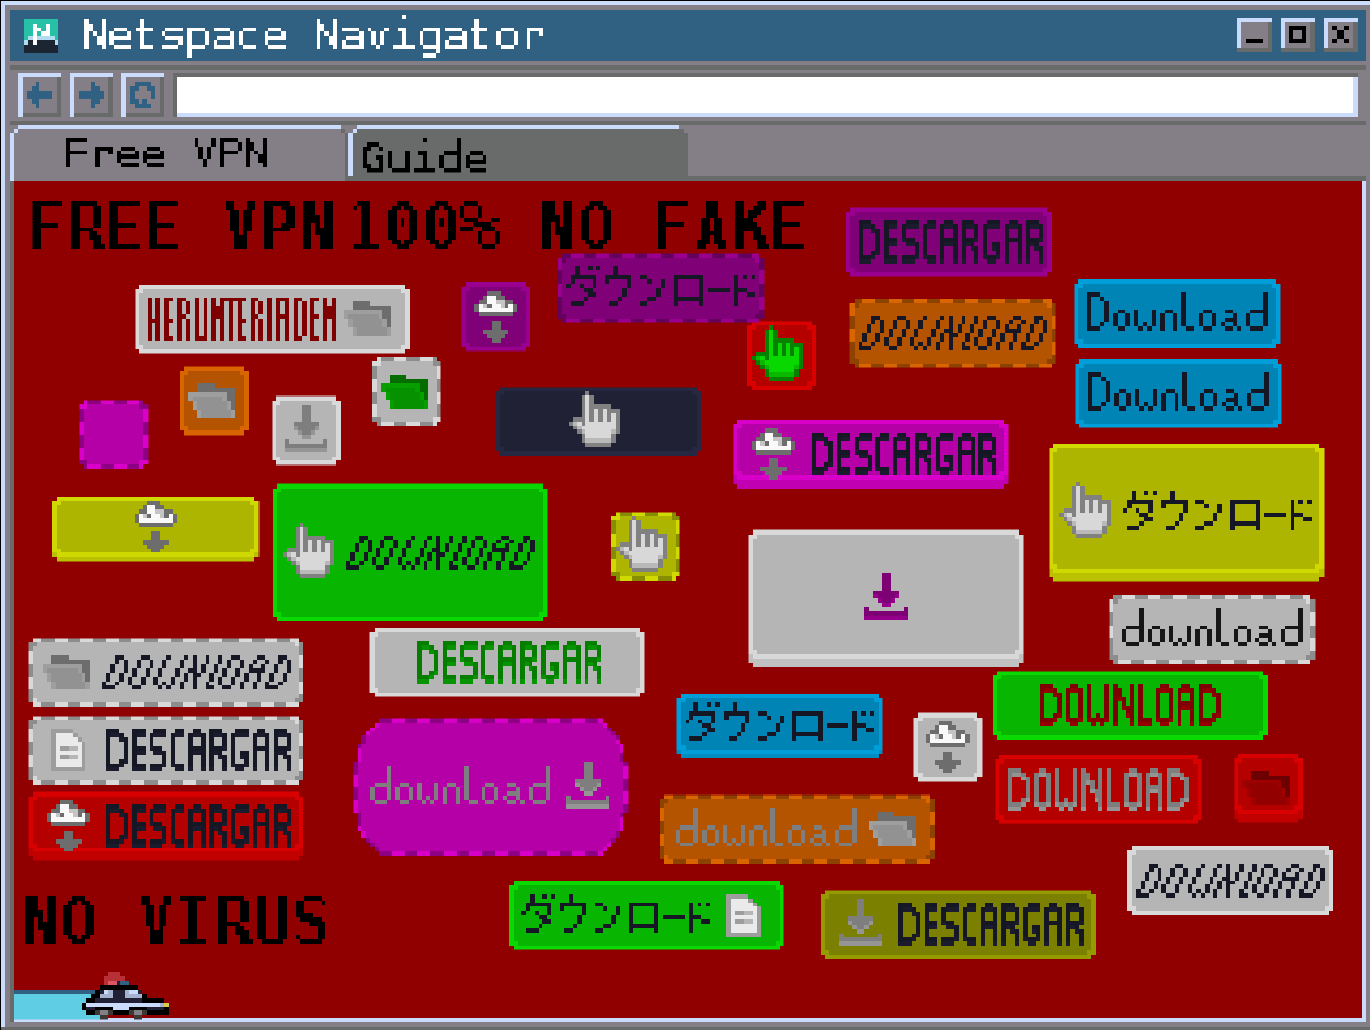 Netspace Navigator
Free VPN
Guide
FREE VPN 100% NO FAKE
DESCARGAR
ダウンロード
HERUNTERIADEN
DOWNLOAD
Download
Download
DESCARGAR
ダウンロード
DOWNLOAD
download
DOWNLOAD
DESCARGAR
DOWNLOAD
ダウンロード
DESCARGAR
download
DOWNLOAD
DESCARGAR
download
DOWNLOAD
NO VIRUS
ダウンロード
DESCARGAR